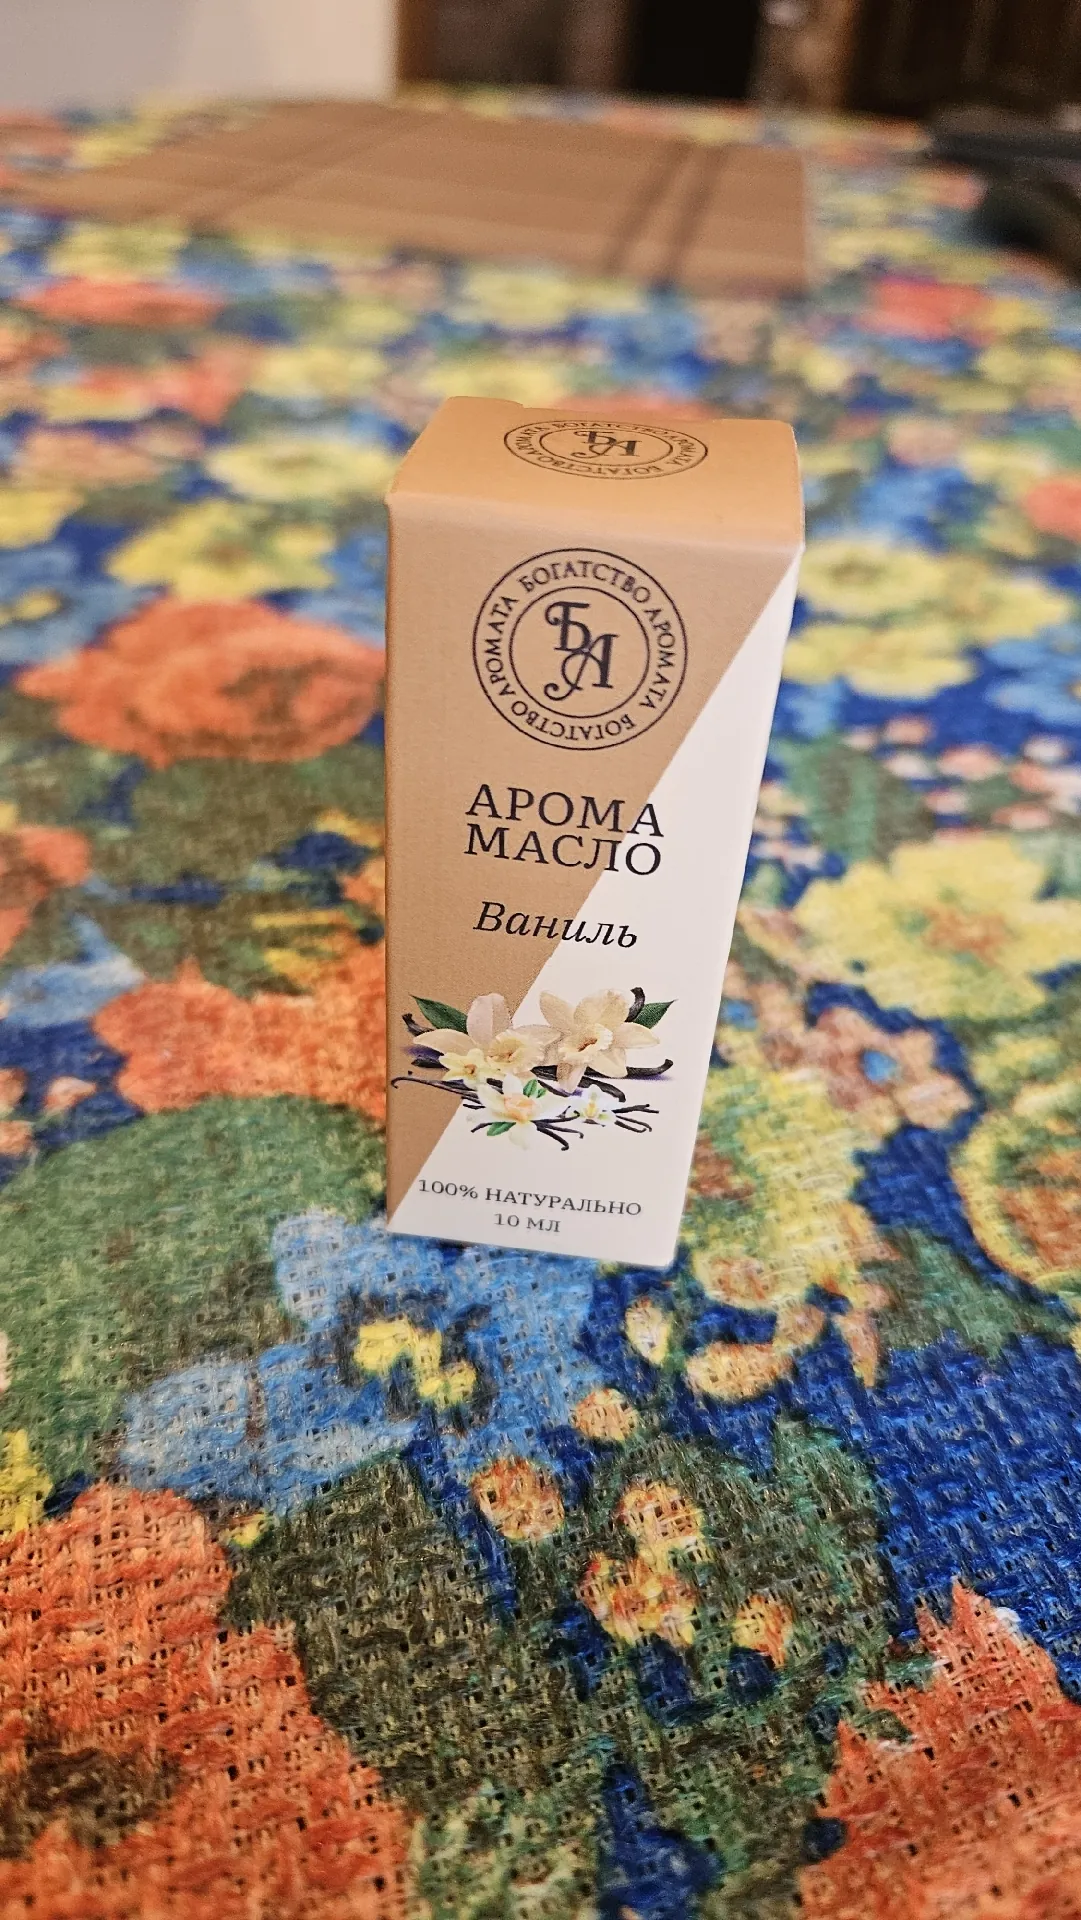 БОГАТСТВО АРОМАТА БОГАТСТВО АРОМАТА
БА
БОГАТСТВО АРОМАТА БОГАТСТВО АРОМАТА
БА
АРОМА
МАСЛО
Ваниль
100% НАТУРАЛЬНО
10 МЛ